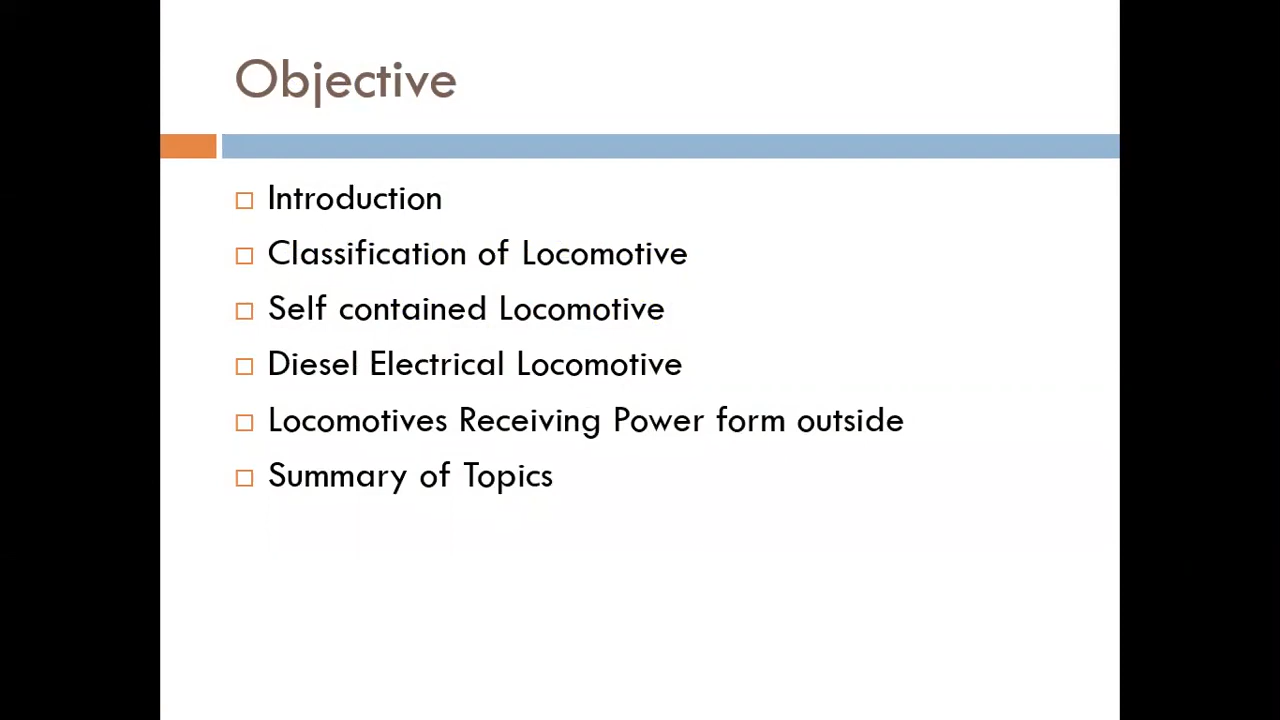 Objective
Introduction
Classification of Locomotive
Self contained Locomotive
Diesel Electrical Locomotive
Locomotives Receiving Power form outside
Summary of Topics